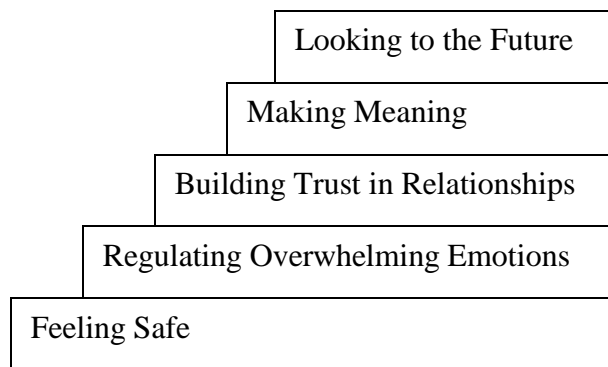 Looking to the Future
Making Meaning
Building Trust in Relationships
Regulating Overwhelming Emotions
Feeling Safe